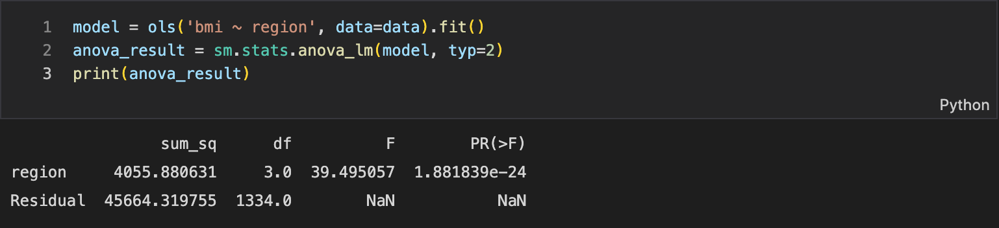 1 model = ols('bmi ~ region', data=data).fit()
2 anova_result = sm.stats.anova_lm(model, typ=2)
3 print(anova_result)
Python
sum_sq df F PR(>F)
region 4055.880631 3.0 39.495057 1.881839e-24
Residual 45664.319755 1334.0 NaN NaN